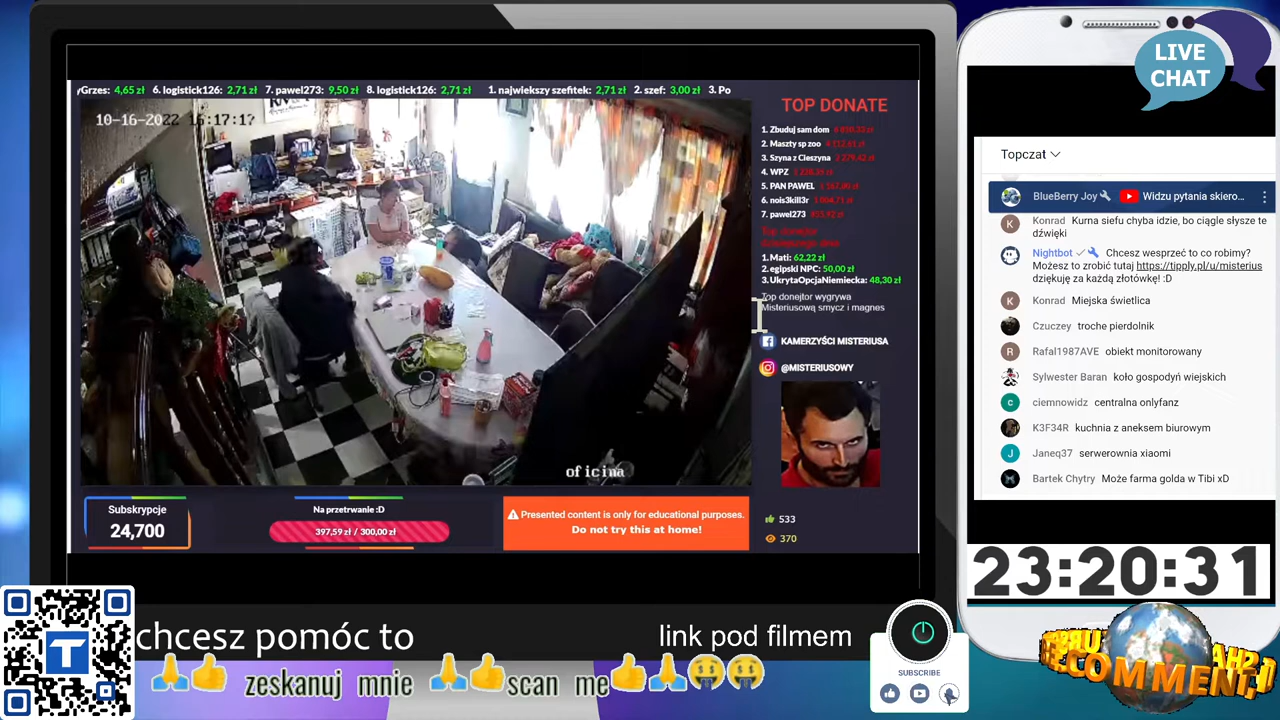 yGrzes: 4,65 zł 6. logistick126: 2,71 zł 7. pawel273: 9,50 zł 8. logistick126: 2,71 zł 1. największy szefitek: 2,71 zł 2. szef: 3,00 zł 3. Po
10-16-2022 16:17:17
oficina
TOP DONATE
1. Zbuduj sam dom
2. Maszty sp zoo
3. Szyna z Cieszyna 2 279,42 zł
4. WPZ
5. PAN PAWEL
6. nois3kill3r
7. pawel273
1.Mati: 62,22 zł
2.egipski NPC: 50,00 zł
3.UkrytaOpcjaNiemiecka: 48,30 zł
Top donejtor wygrywa
Misteriusową smycz i magnes
KAMERZYŚCI MISTERIUSA
@MISTERIUSOWY
533
370
Subskrypcje
24,700
Na przetrwanie :D
397,59 zł / 300,00 zł
Presented content is only for educational purposes.
Do not try this at home!
LIVE
CHAT
Topczat
BlueBerry Joy Widzu pytania skiero...
Konrad Kurna siefu chyba idzie, bo ciągle słysze te
dźwięki
Nightbot Chcesz wesprzeć to co robimy?
Możesz to zrobić tutaj https://tipply.pl/u/misterius
dziękuję za każdą złotówkę! :D
Konrad Miejska świetlica
Czuczey troche pierdolnik
Rafal1987AVE obiekt monitorowany
Sylwester Baran koło gospodyń wiejskich
ciemnowidz centralna onlyfanz
K3F34R kuchnia z aneksem biurowym
Janeq37 serwerownia xiaomi
Bartek Chytry Może farma golda w Tibi xD
23:20:31
chcesz pomóc to
link pod filmem
zeskanuj mnie scan me
SUBSCRIBE
COMMENT,